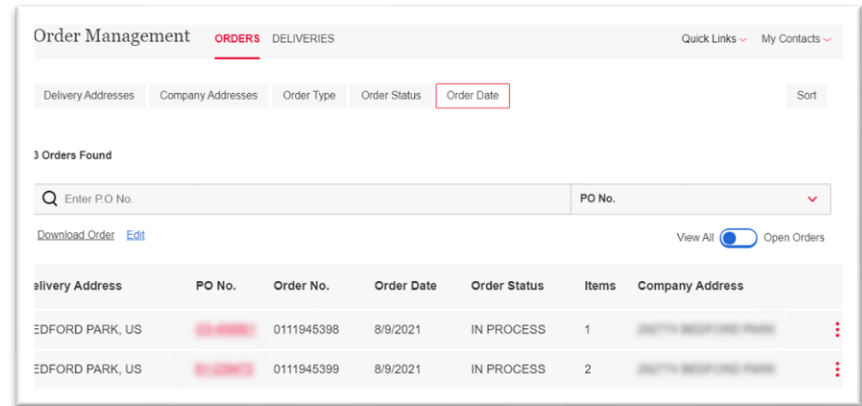 Order Management ORDERS DELIVERIES Quick Links My Contacts
Delivery Addresses Company Addresses Order Type Order Status Order Date Sort
3 Orders Found
Enter P.O No. PO No.
Download Order Edit View All Open Orders
elivery Address PO No. Order No. Order Date Order Status Items Company Address
EDFORD PARK, US 0111945398 8/9/2021 IN PROCESS 1
EDFORD PARK, US 0111945399 8/9/2021 IN PROCESS 2